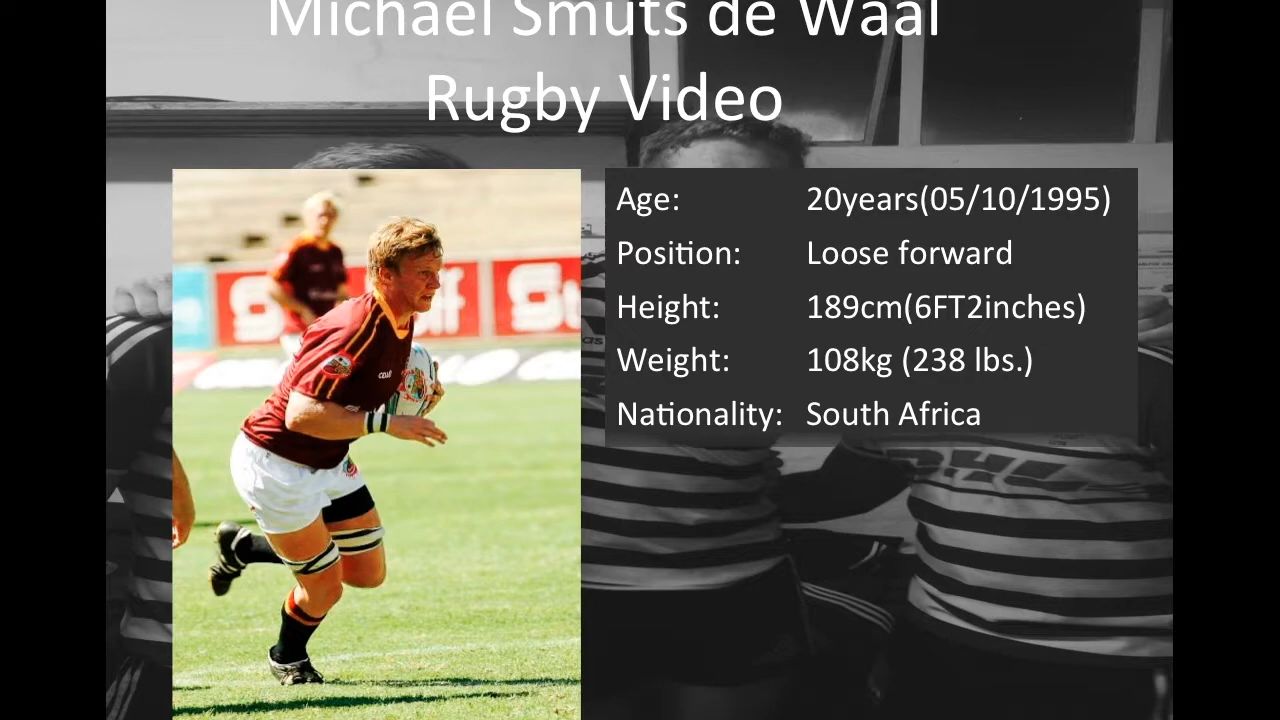 Michael Smuts de Waal
Rugby Video
Age: 20years(05/10/1995)
Position: Loose forward
Height: 189cm(6FT2inches)
Weight: 108kg (238 lbs.)
Nationality: South Africa
DHL